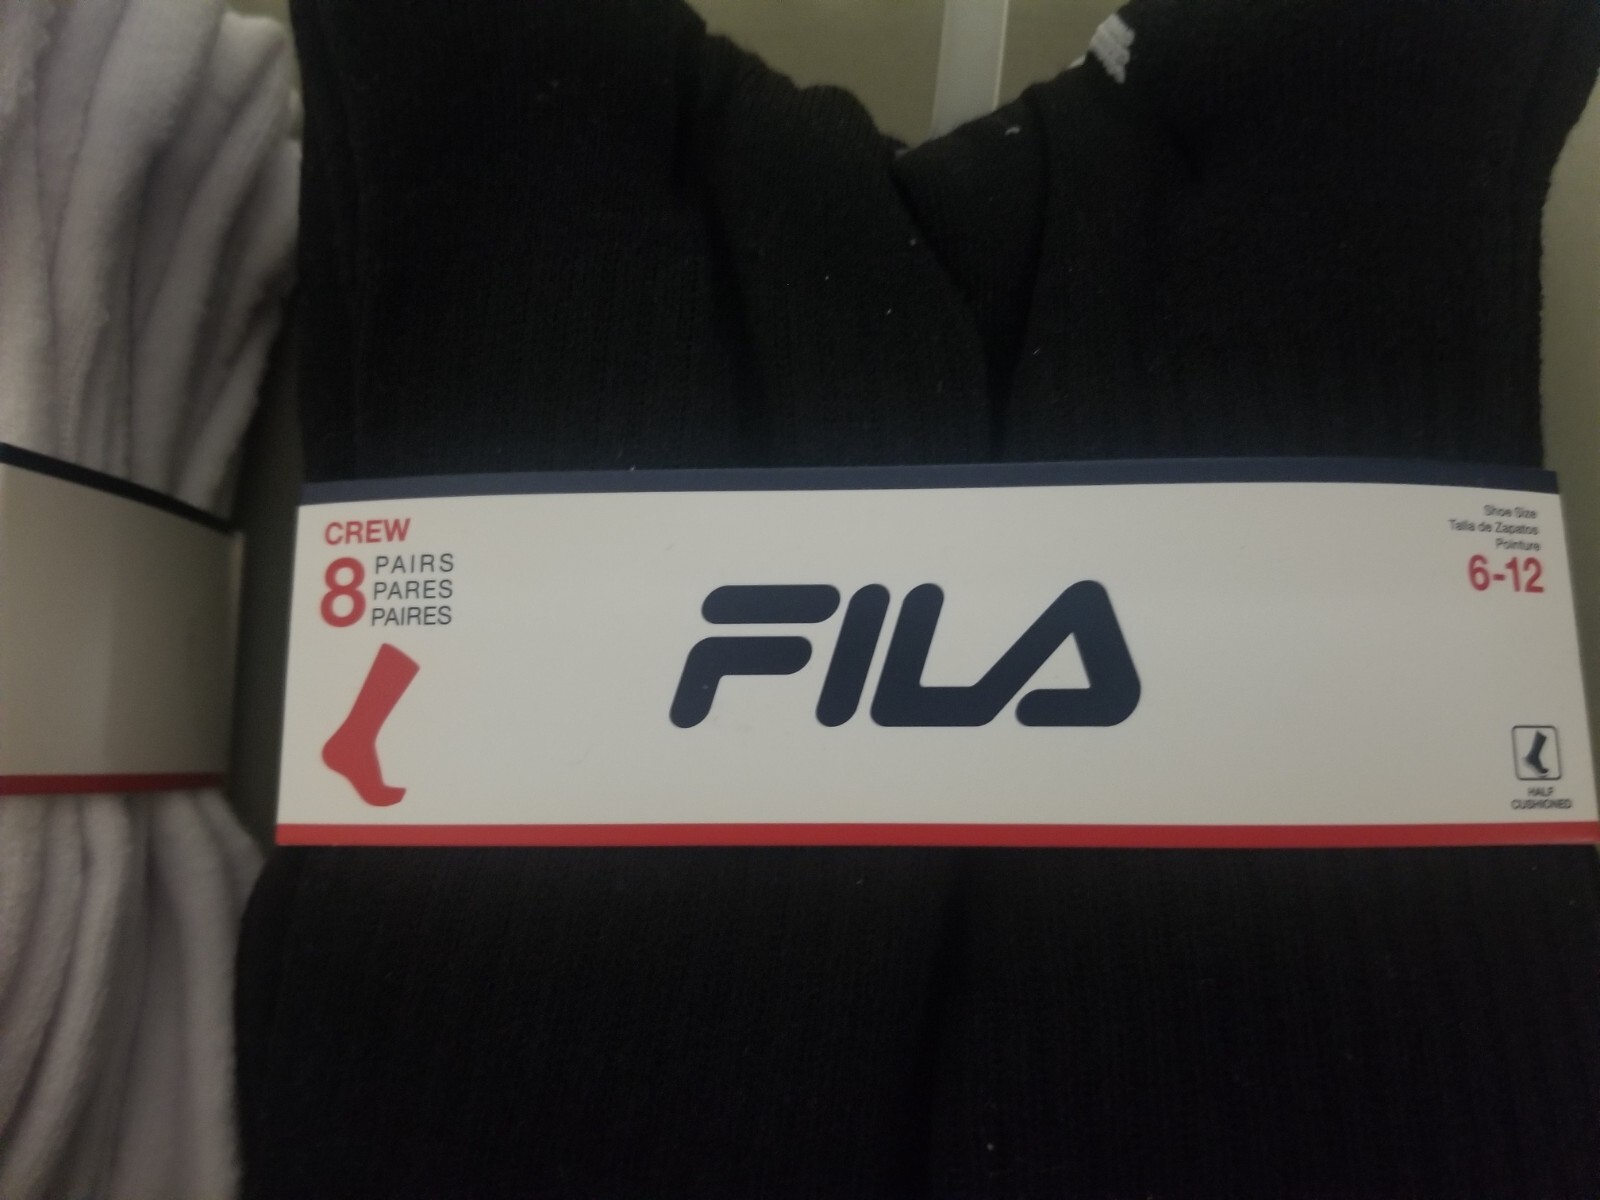 CREW
8 PAIRS
PARES
PAIRES
FILA
Shoe Size
Talla de Zapatos
Pointure
6-12
HALF
CUSHIONED